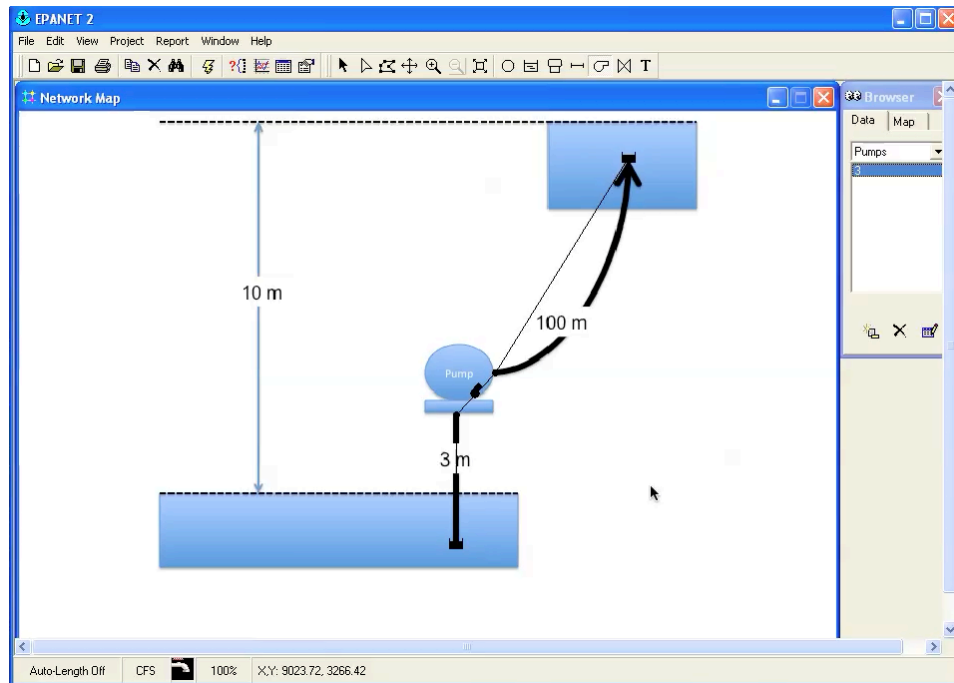 EPANET 2
File Edit View Project Report Window Help
T
Network Map
Browser
Data Map
Pumps
3
10 m
100 m
Pump
3 m
Auto-Length Off CFS 100% X,Y: 9023.72, 3266.42